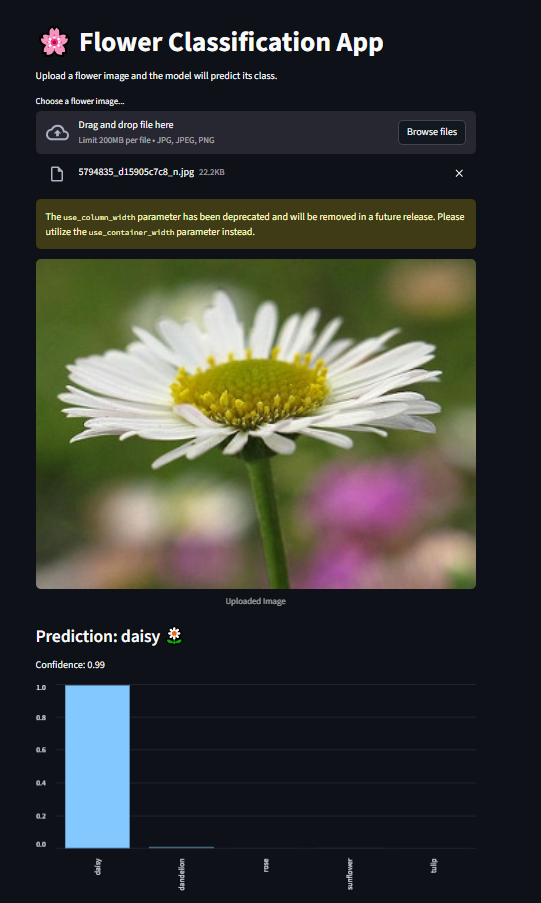 Flower Classification App
Upload a flower image and the model will predict its class.
Choose a flower image...
Drag and drop file here
Limit 200MB per file • JPG, JPEG, PNG
Browse files
5794835_d15905c7c8_n.jpg 22.2KB
The use_column_width parameter has been deprecated and will be removed in a future release. Please
utilize the use_container_width parameter instead.
Uploaded Image
Prediction: daisy
Confidence: 0.99
1.0
0.8
0.6
0.4
0.2
0.0
daisy
dandelion
rose
sunflower
tulip